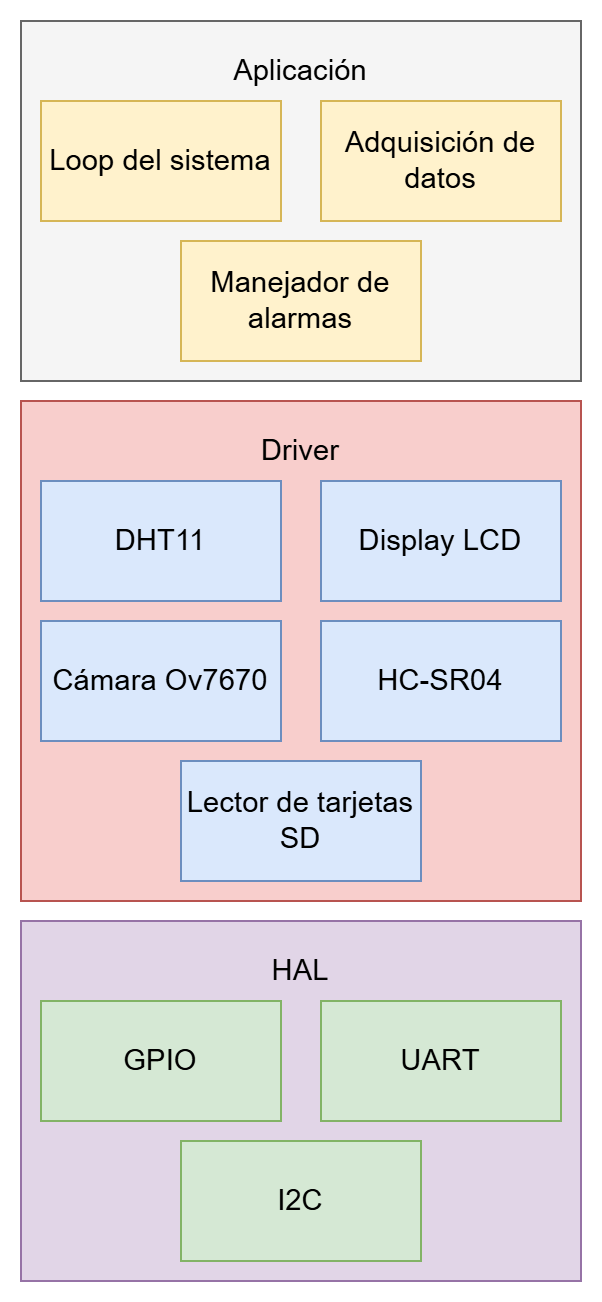 Aplicación
Loop del sistema
Adquisición de
datos
Manejador de
alarmas
Driver
DHT11
Display LCD
Cámara Ov7670
HC-SR04
Lector de tarjetas
SD
HAL
GPIO
UART
I2C